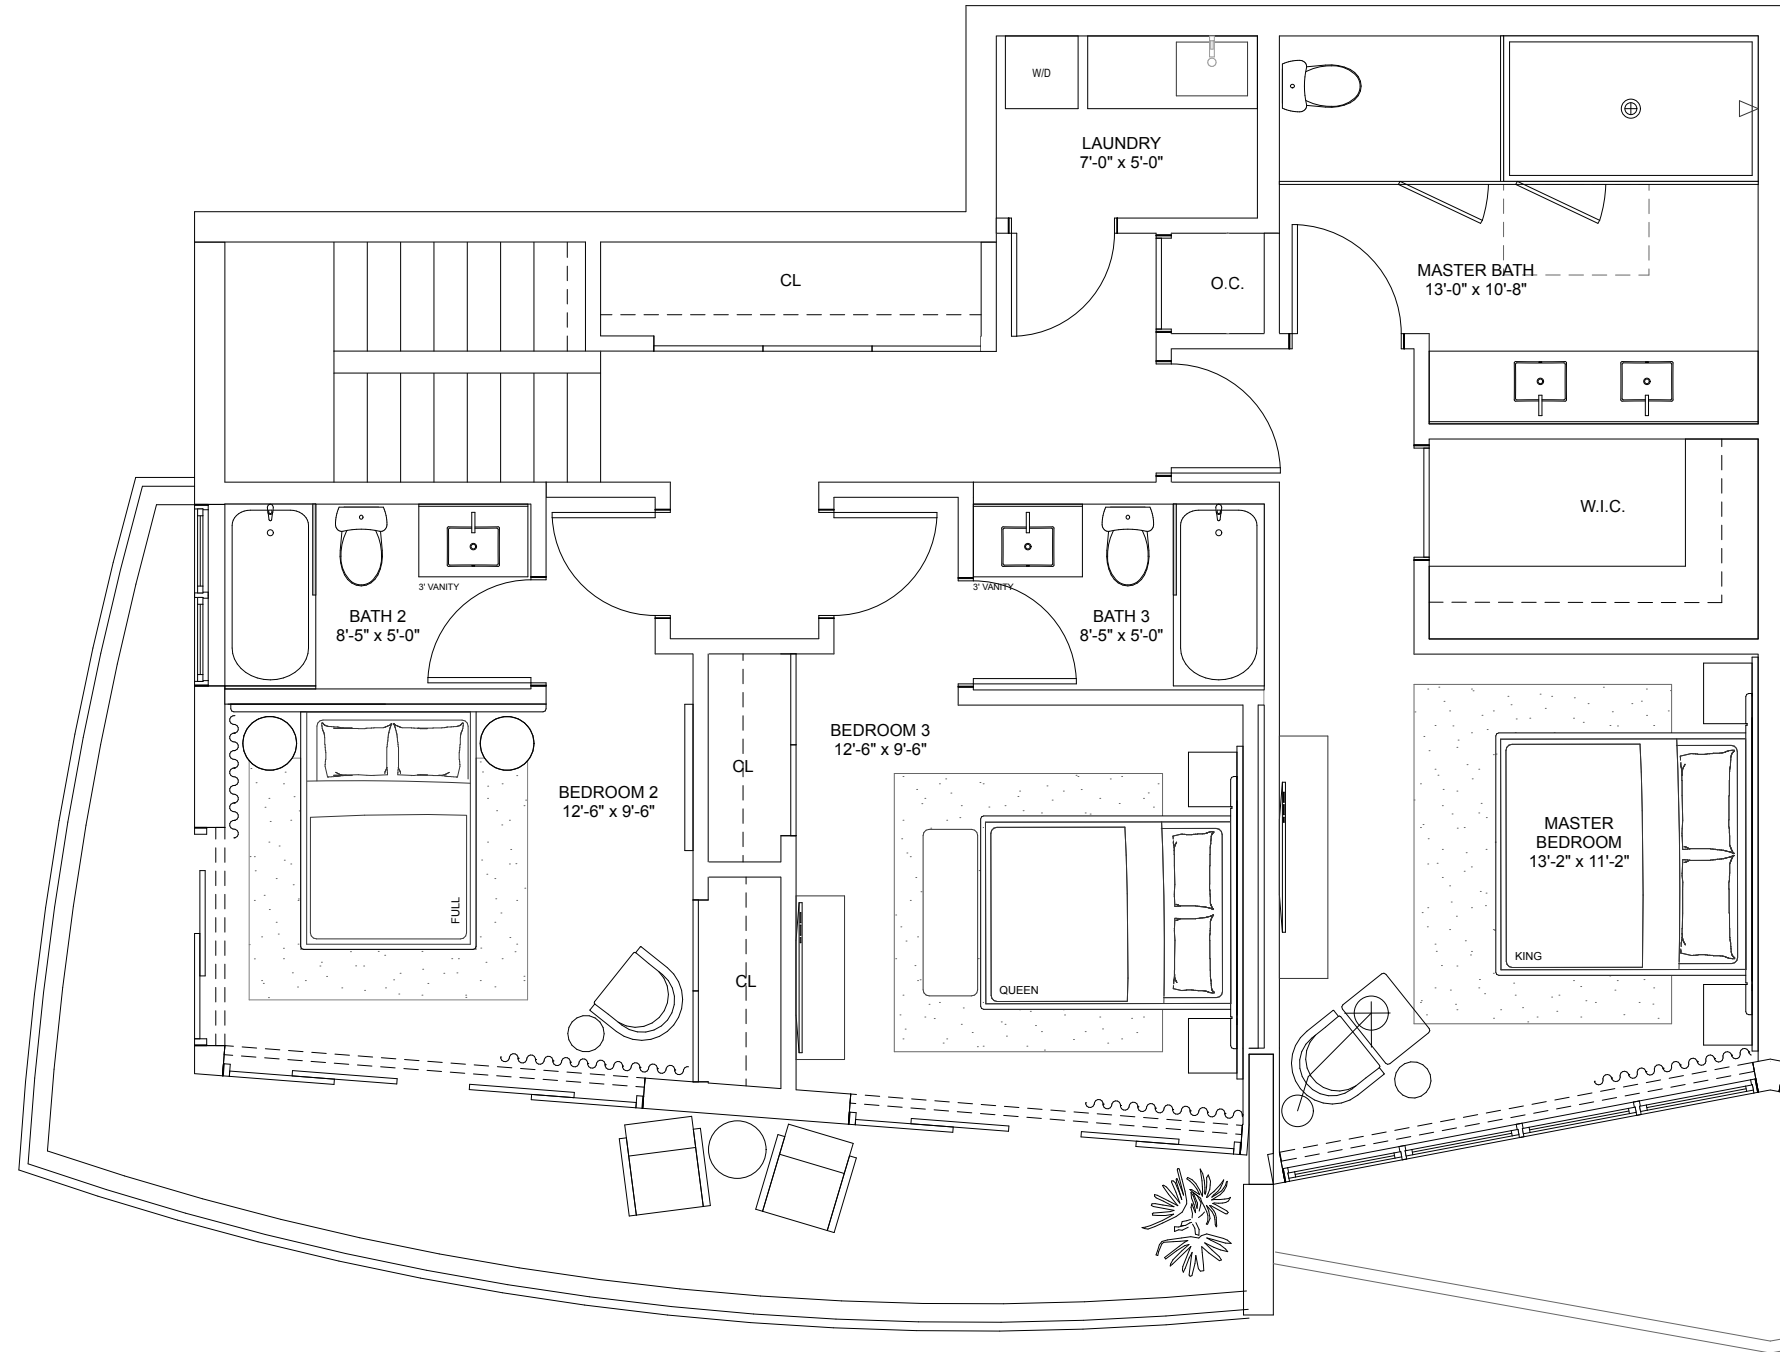 W/D
LAUNDRY
7'-0" x 5'-0"
CL
O.C.
MASTER BATH
13'-0" x 10'-8"
W.I.C.
3' VANITY
BATH 2
8'-5" x 5'-0"
3' VANITY
BATH 3
8'-5" x 5'-0"
BEDROOM 3
12'-6" x 9'-6"
CL
BEDROOM 2
12'-6" x 9'-6"
MASTER
BEDROOM
13'-2" x 11'-2"
FULL
KING
CL
QUEEN